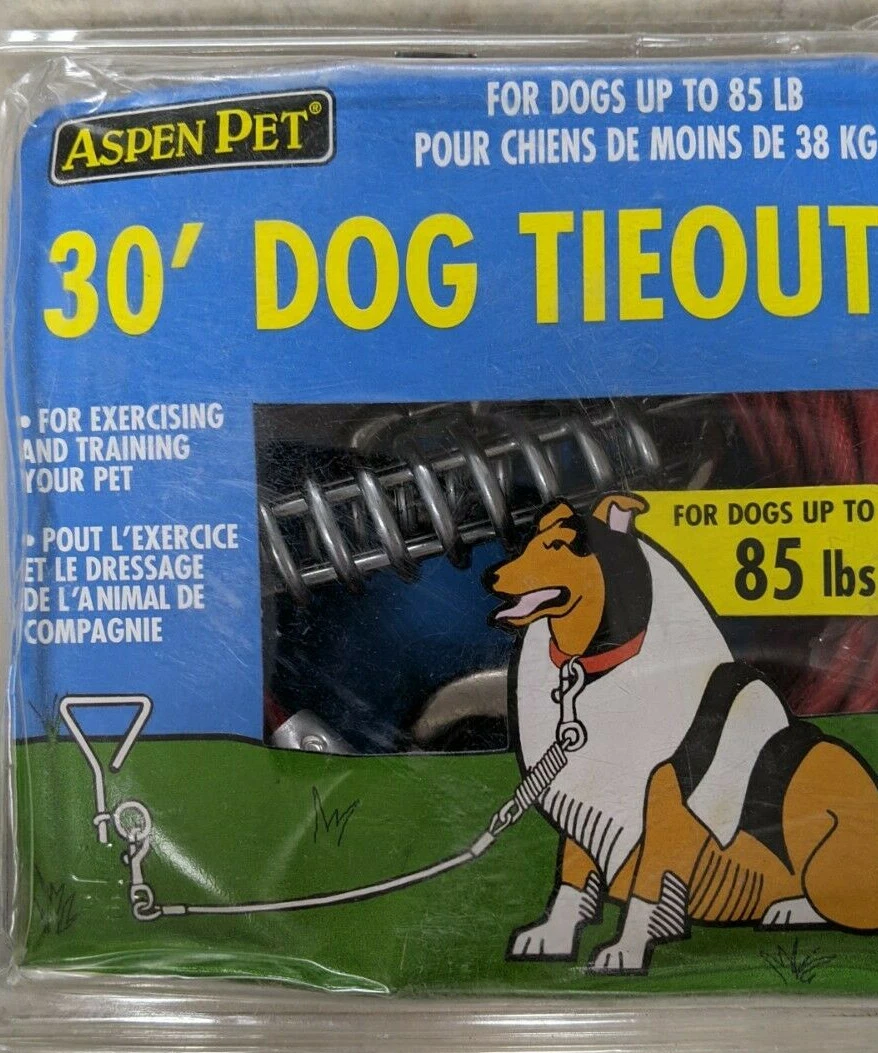 ASPEN PET®
FOR DOGS UP TO 85 LB
POUR CHIENS DE MOINS DE 38 KG
30' DOG TIEOUT
• FOR EXERCISING
AND TRAINING
YOUR PET
• POUT L'EXERCICE
ET LE DRESSAGE
DE L'ANIMAL DE
COMPAGNIE
FOR DOGS UP TO
85 lbs